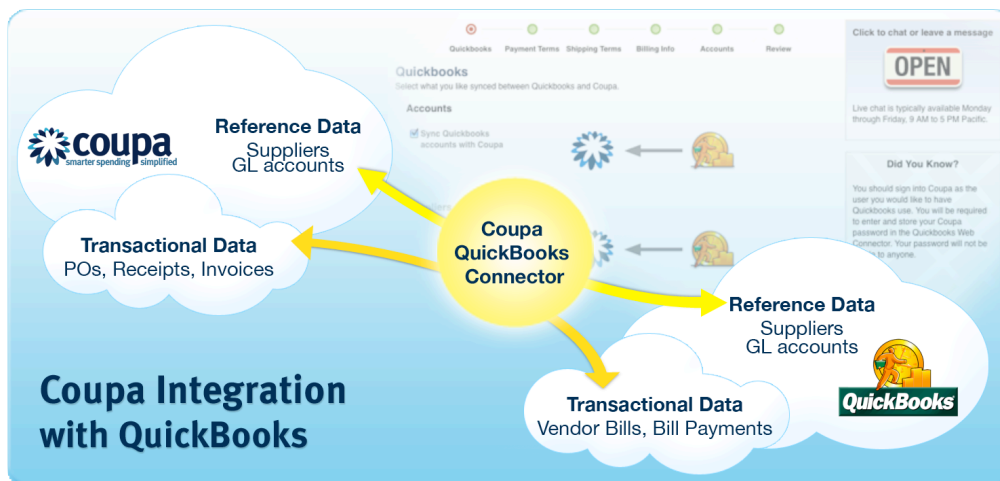 Quickbooks
Payment Terms
Shipping Terms
Billing Info
Accounts
Review
Quickbooks
Select what you like synced between Quickbooks and Coupa.
Accounts
Sync Quickbooks
accounts with Coupa
Click to chat or leave a message
OPEN
Live chat is typically available Monday
through Friday, 9 AM to 5 PM Pacific.
Did You Know?
You should sign into Coupa as the
user you would like to have
Quickbooks use. You will be required
to enter and store your Coupa
password in the Quickbooks Web
Connector. Your password will not be
to anyone.
coupa
smarter spending simplified
Reference Data
Suppliers
GL accounts
Transactional Data
POs, Receipts, Invoices
Coupa
QuickBooks
Connector
Reference Data
Suppliers
GL accounts
QuickBooks
Transactional Data
Vendor Bills, Bill Payments
Coupa Integration
with QuickBooks